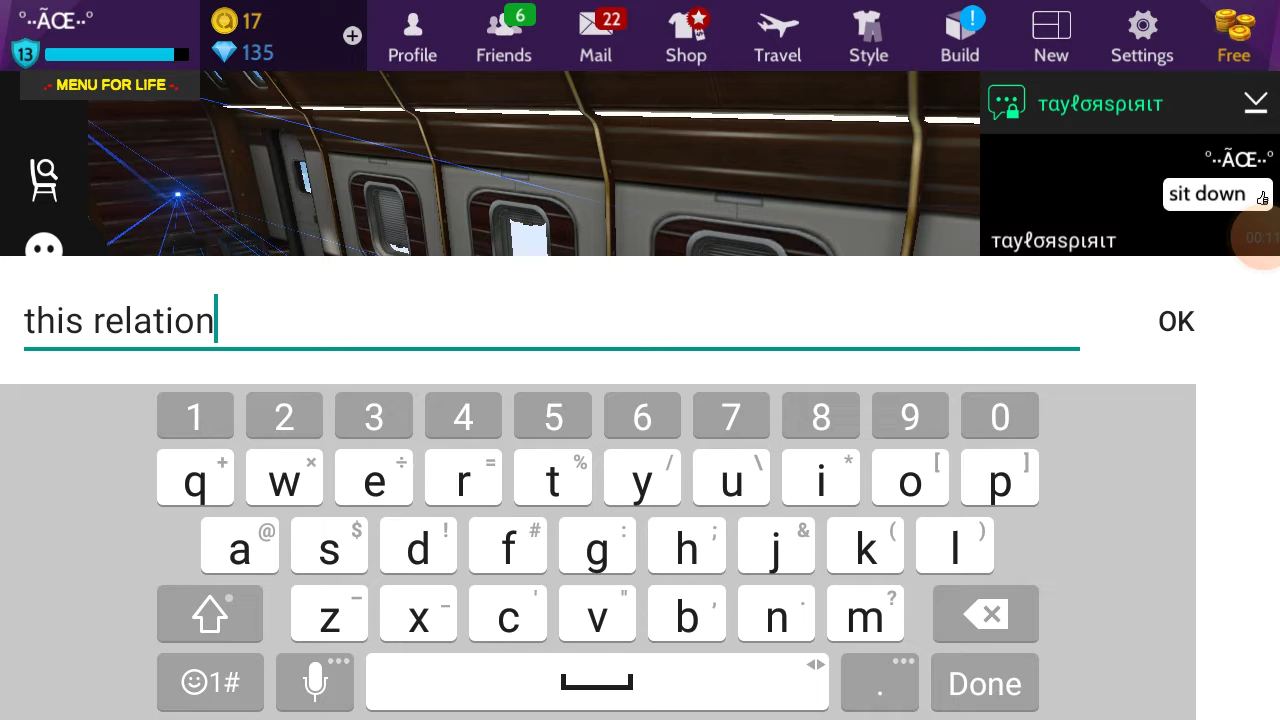 °··ÃŒ··°
13
17
135
Profile
6
Friends
22
Mail
Shop
Travel
Style
!
Build
New
Settings
Free
MENU FOR LIFE
тαуℓσяѕριяιт
°··ÃŒ··°
sit down 👍
тαуℓσяѕριяιт
00:11
this relation
OK
1 2 3 4 5 6 7 8 9 0
q + w × e ÷ r = t % y / u \ i * o [ p ]
a @ s $ d ! f # g : h ; j & k ( l )
z – x _ c ' v " b , n . m ?
☺1# . Done